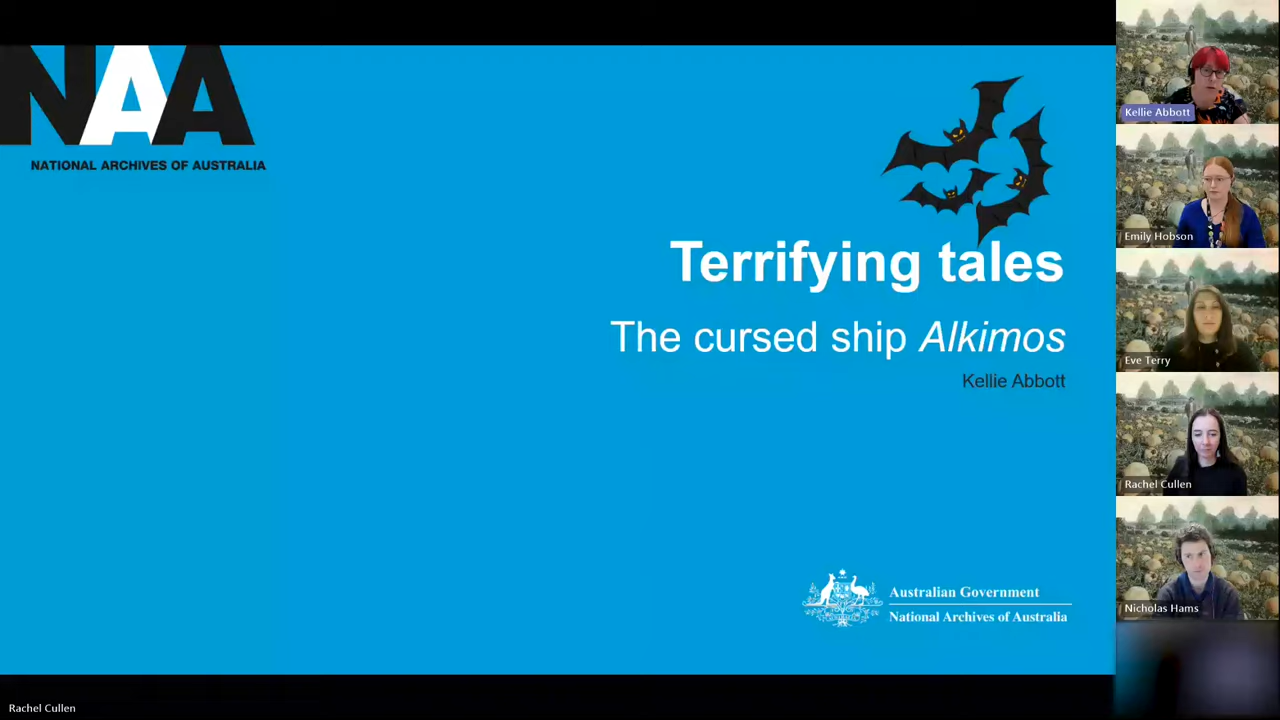 NAA
NATIONAL ARCHIVES OF AUSTRALIA
Terrifying tales
The cursed ship Alkimos
Kellie Abbott
Australian Government
National Archives of Australia
Kellie Abbott
Emily Hobson
Eve Terry
Rachel Cullen
Nicholas Hams
Rachel Cullen